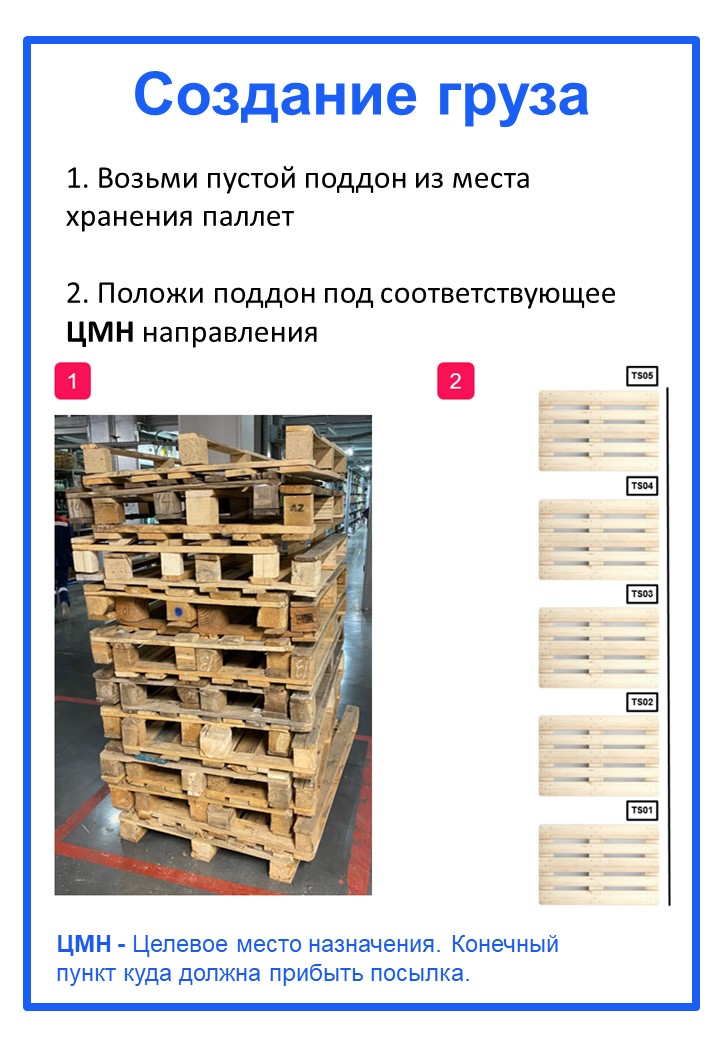 Создание груза
1. Возьми пустой поддон из места
хранения паллет
2. Положи поддон под соответствующее
ЦМН направления
1
2
TS05
TS04
TS03
TS02
TS01
AZ
ЦМН - Целевое место назначения. Конечный
пункт куда должна прибыть посылка.